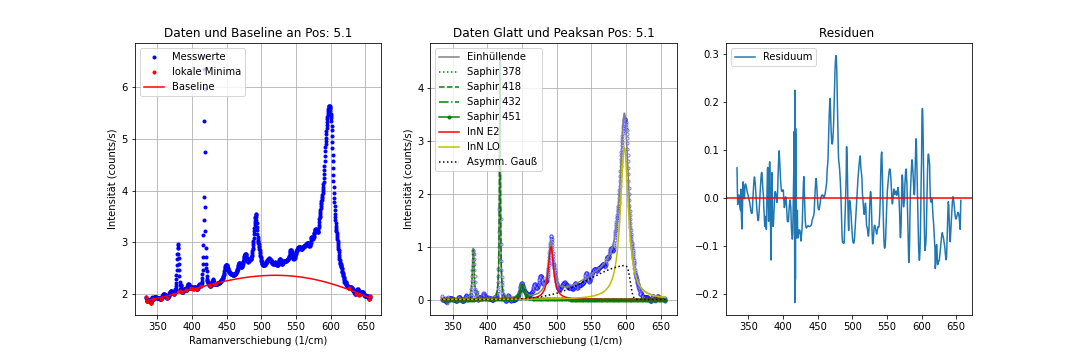 Daten und Baseline an Pos: 5.1
Intensität (counts/s)
6
5
4
3
2
Messwerte
lokale Minima
Baseline
350 400 450 500 550 600 650
Ramanverschiebung (1/cm)
Daten Glatt und Peaksan Pos: 5.1
Intensität (counts/s)
4
3
2
1
0
Einhüllende
Saphir 378
Saphir 418
Saphir 432
Saphir 451
InN E2
InN LO
Asymm. Gauß
350 400 450 500 550 600 650
Ramanverschiebung (1/cm)
Residuen
0.3
0.2
0.1
0.0
−0.1
−0.2
Residuum
350 400 450 500 550 600 650